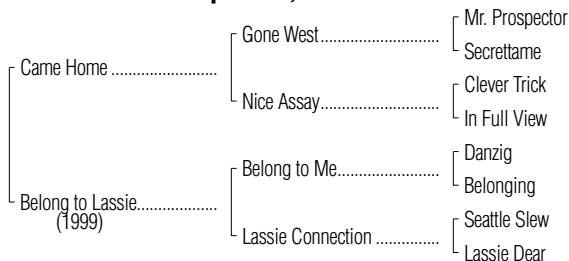 Mr. Prospector
Gone West
Secrettame
Came Home
Clever Trick
Nice Assay
In Full View
Danzig
Belong to Me
Belonging
Belong to Lassie
(1999)
Seattle Slew
Lassie Connection
Lassie Dear